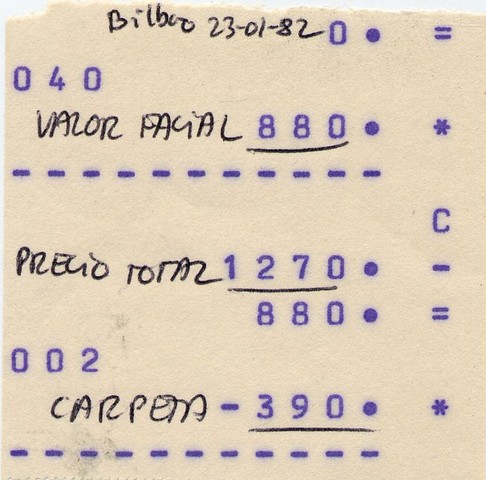 Bilbao 23-01-82 0. =
040
VALOR FACIAL 880. *
-----------
C
PRECIO TOTAL 1270. -
880. =
002
CARPETA -390. *
-----------